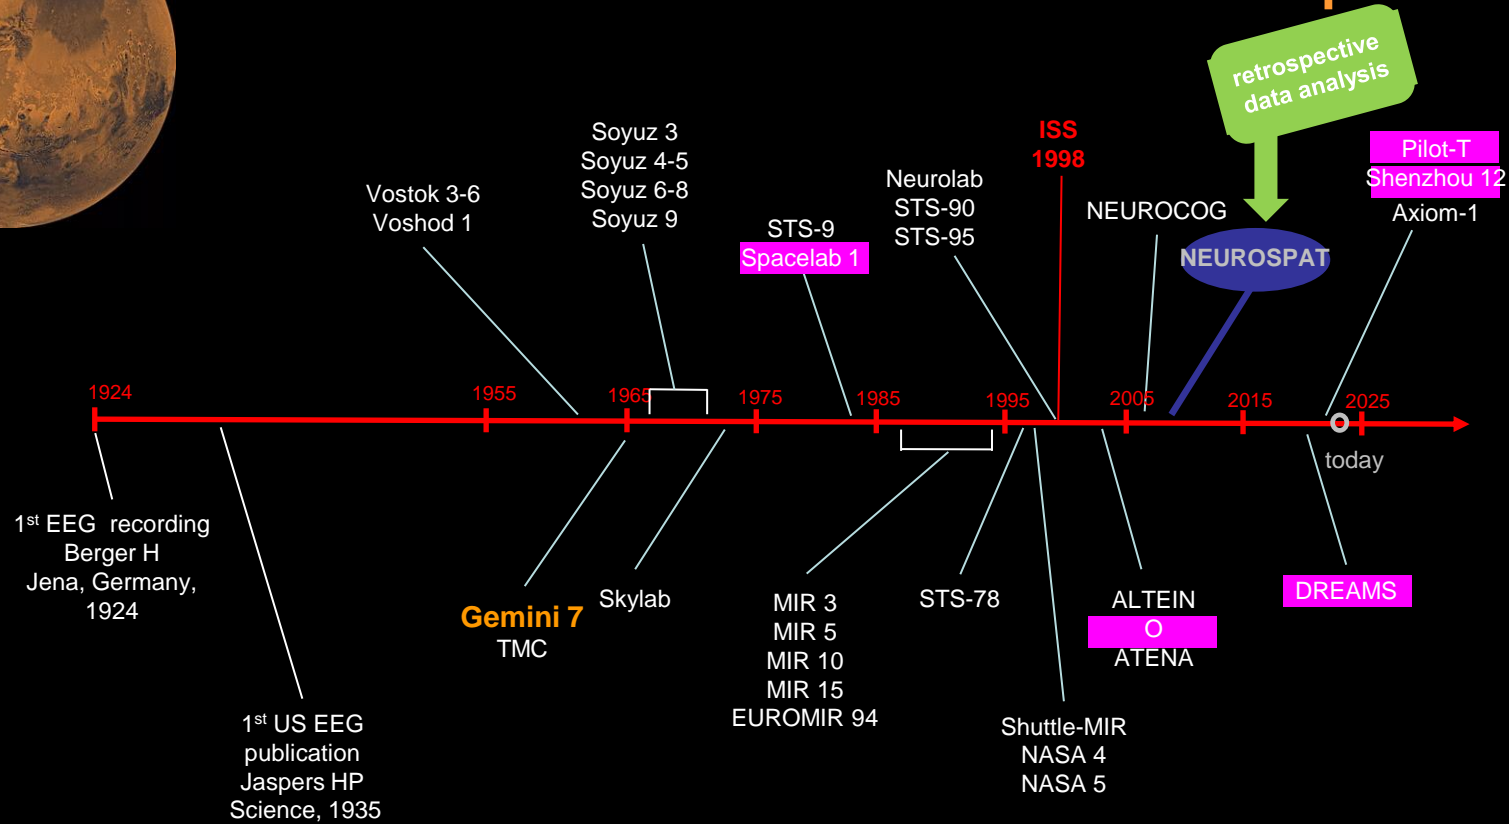 retrospective
data analysis
ISS
1998
Soyuz 3
Soyuz 4-5
Soyuz 6-8
Soyuz 9
Vostok 3-6
Voshod 1
STS-9
Spacelab 1
Neurolab
STS-90
STS-95
NEUROCOG
NEUROSPAT
Pilot-T
Shenzhou 12
Axiom-1
1924
1955
1965
1975
1985
1995
2005
2015
2025
today
1st EEG recording
Berger H
Jena, Germany,
1924
1st US EEG
publication
Jaspers HP
Science, 1935
Gemini 7
TMC
Skylab
MIR 3
MIR 5
MIR 10
MIR 15
EUROMIR 94
STS-78
Shuttle-MIR
NASA 4
NASA 5
ALTEIN
O
ATENA
DREAMS